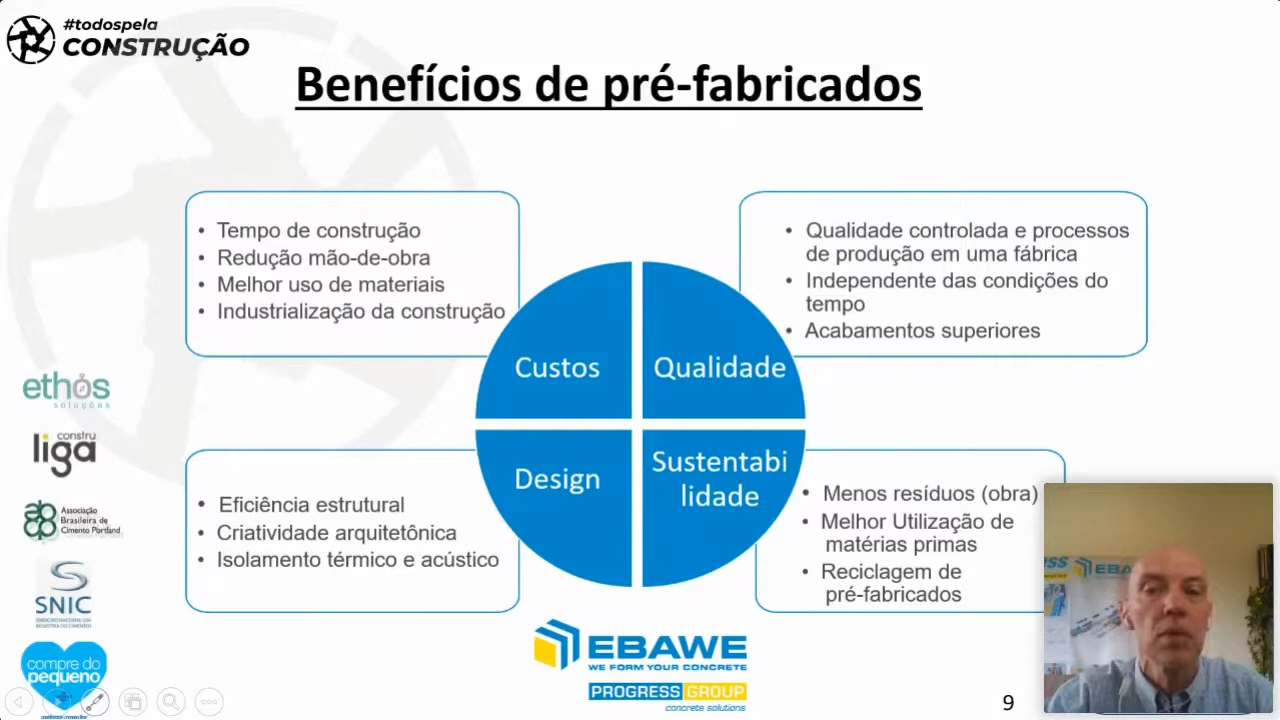 #todospela
CONSTRUÇÃO
Benefícios de pré-fabricados
• Tempo de construção
• Redução mão-de-obra
• Melhor uso de materiais
• Industrialização da construção
• Qualidade controlada e processos
de produção em uma fábrica
• Independente das condições do
tempo
• Acabamentos superiores
Custos
Qualidade
Design
Sustentabi
lidade
• Eficiência estrutural
• Criatividade arquitetônica
• Isolamento térmico e acústico
• Menos resíduos (obra)
• Melhor Utilização de
matérias primas
• Reciclagem de
pré-fabricados
ethos
soluções
constru
liga
Associação
Brasileira de
Cimento Portland
SNIC
compre do
pequeno
EBAWE
WE FORM YOUR CONCRETE
PROGRESS GROUP
concrete solutions
9